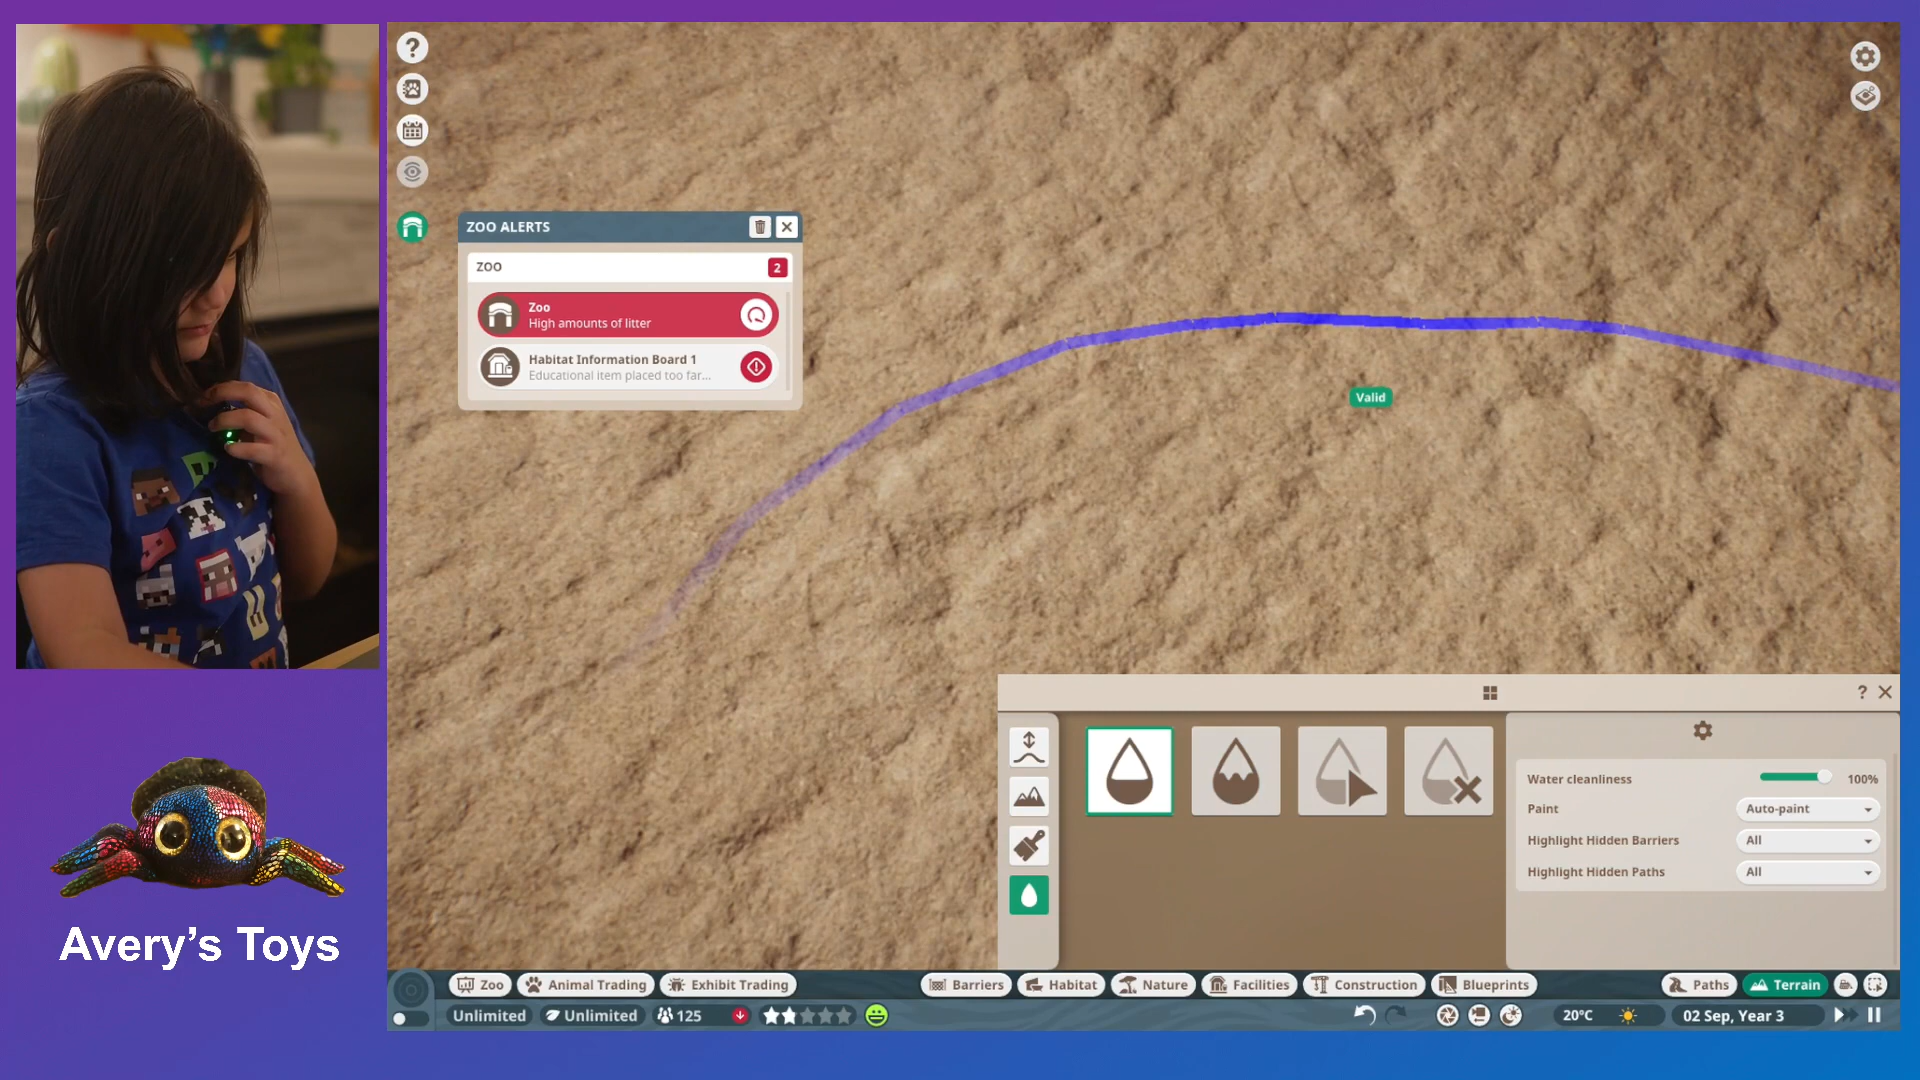 ZOO ALERTS
ZOO
2
Zoo
High amounts of litter
Habitat Information Board 1
Educational item placed too far...
Valid
Water cleanliness
100%
Paint
Auto-paint
Highlight Hidden Barriers
All
Highlight Hidden Paths
All
Avery's Toys
Zoo
Animal Trading
Exhibit Trading
Barriers
Habitat
Nature
Facilities
Construction
Blueprints
Paths
Terrain
Unlimited
Unlimited
125
20°C
02 Sep, Year 3